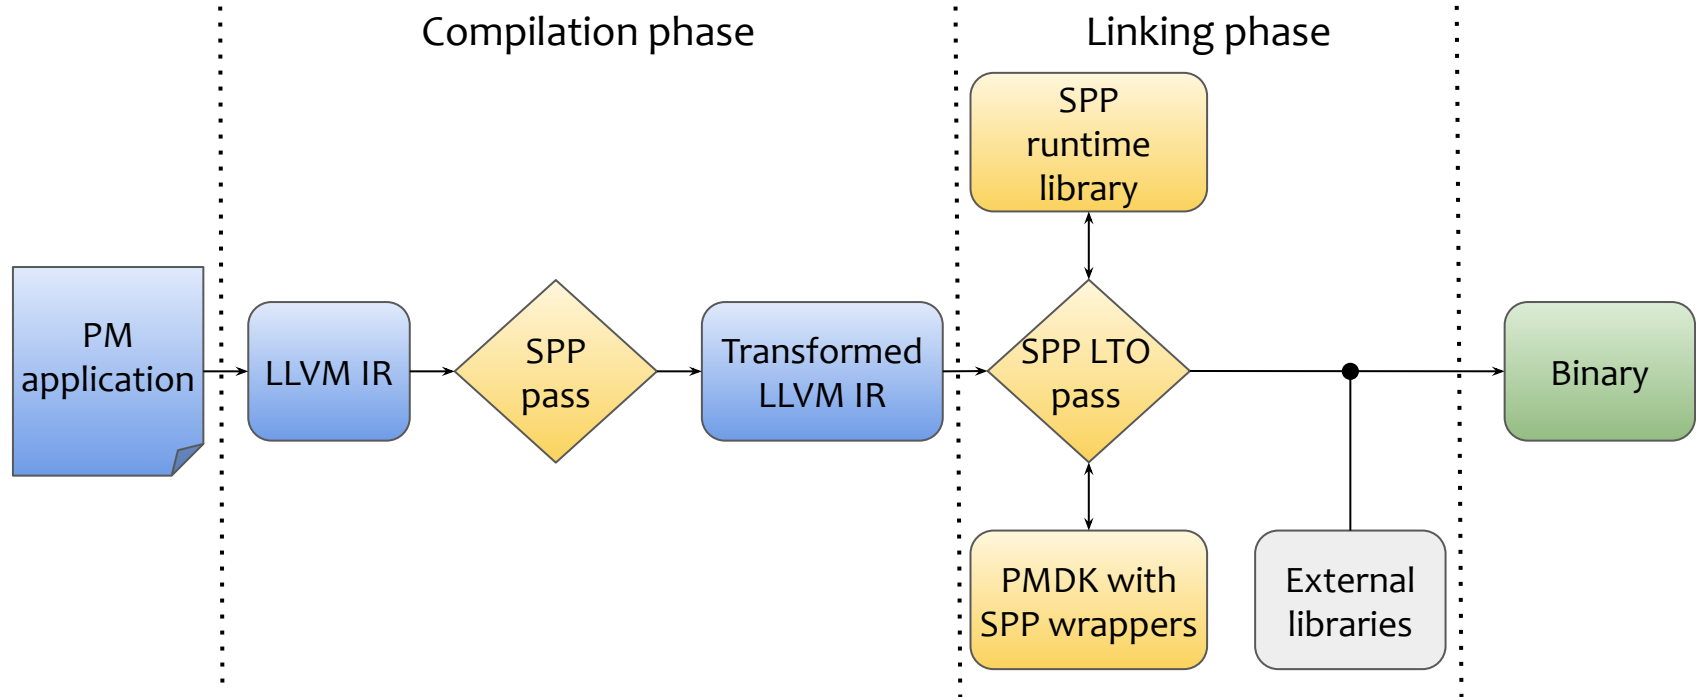 Compilation phase
Linking phase
SPP
runtime
library
PM
application
LLVM IR
SPP
pass
Transformed
LLVM IR
SPP LTO
pass
Binary
PMDK with
SPP wrappers
External
libraries